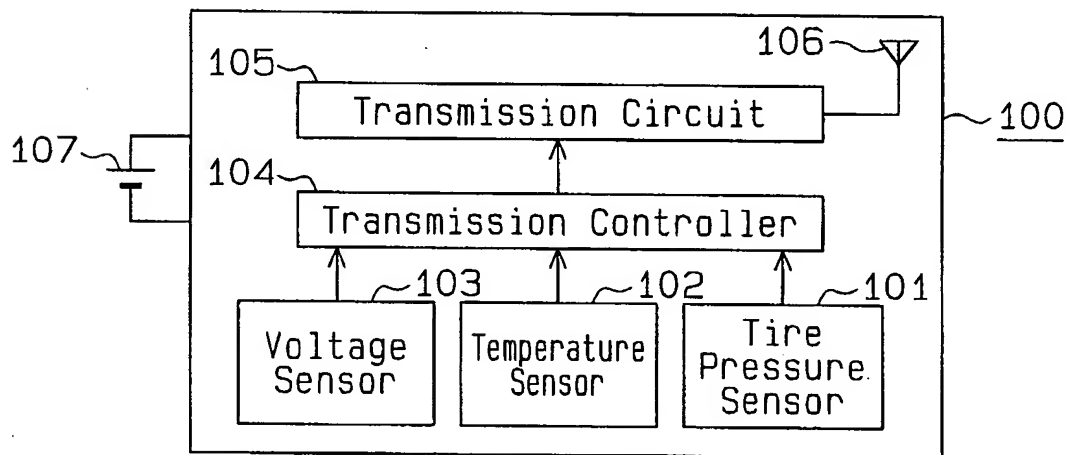 106
105
Transmission Circuit
100
107
104
Transmission Controller
103
102
101
Voltage
Sensor
Temperature
Sensor
Tire
Pressure
Sensor